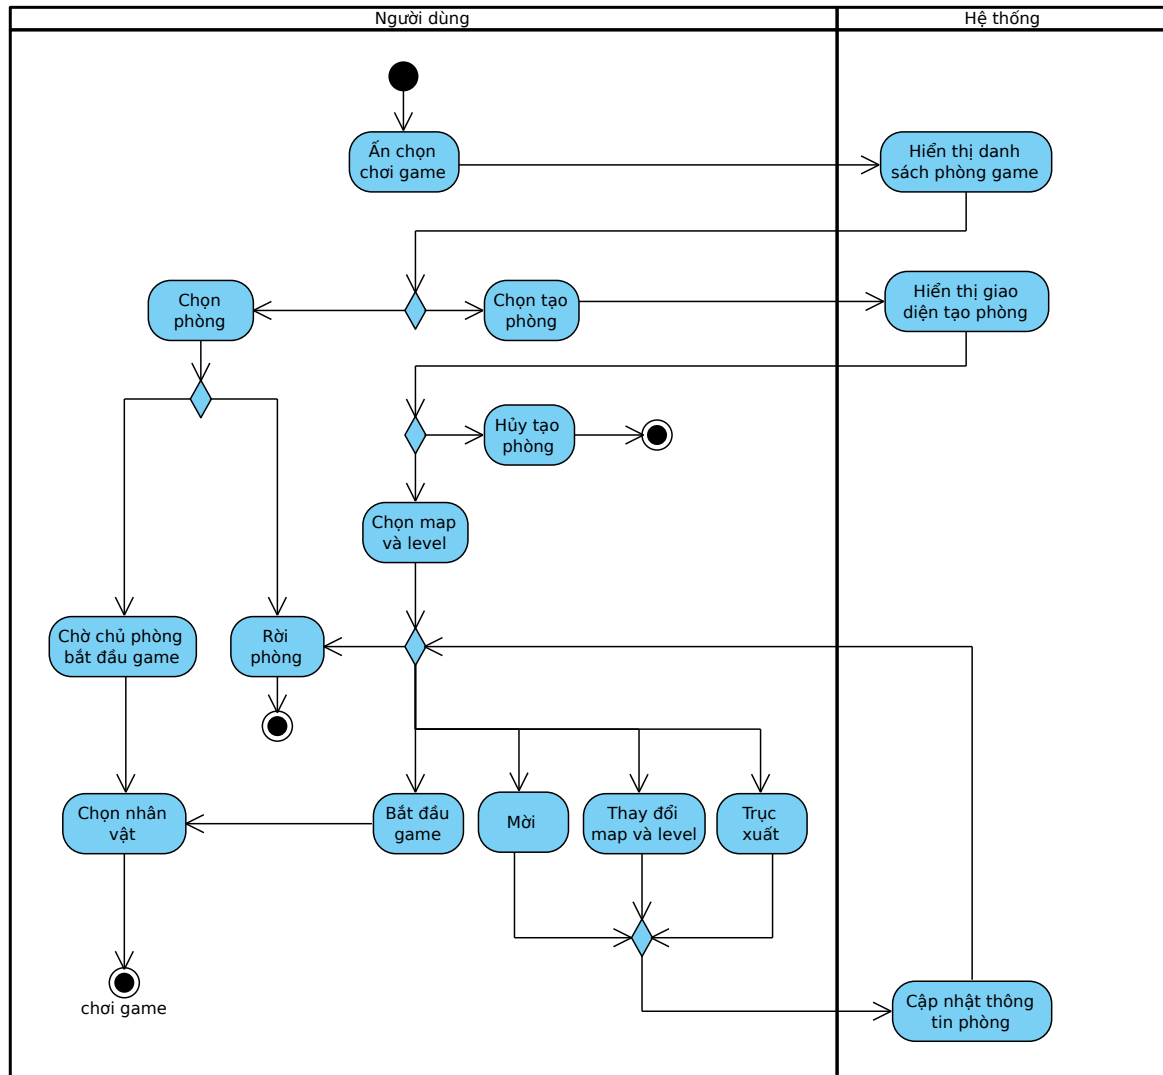 Người dùng
Hệ thống
Ấn chọn
chơi game
Hiển thị danh
sách phòng game
Chọn
phòng
Chọn tạo
phòng
Hiển thị giao
diện tạo phòng
Hủy tạo
phòng
Chọn map
và level
Chờ chủ phòng
bắt đầu game
Rời
phòng
Chọn nhân
vật
Bắt đầu
game
Mời
Thay đổi
map và level
Trục
xuất
chơi game
Cập nhật thông
tin phòng